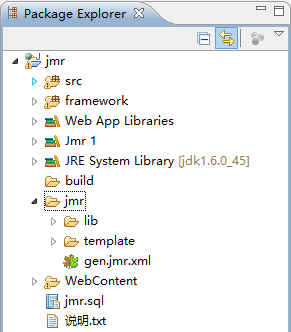 Package Explorer
jmr
src
framework
Web App Libraries
Jmr 1
JRE System Library [jdk1.6.0_45]
build
jmr
lib
template
gen.jmr.xml
WebContent
jmr.sql
说明.txt